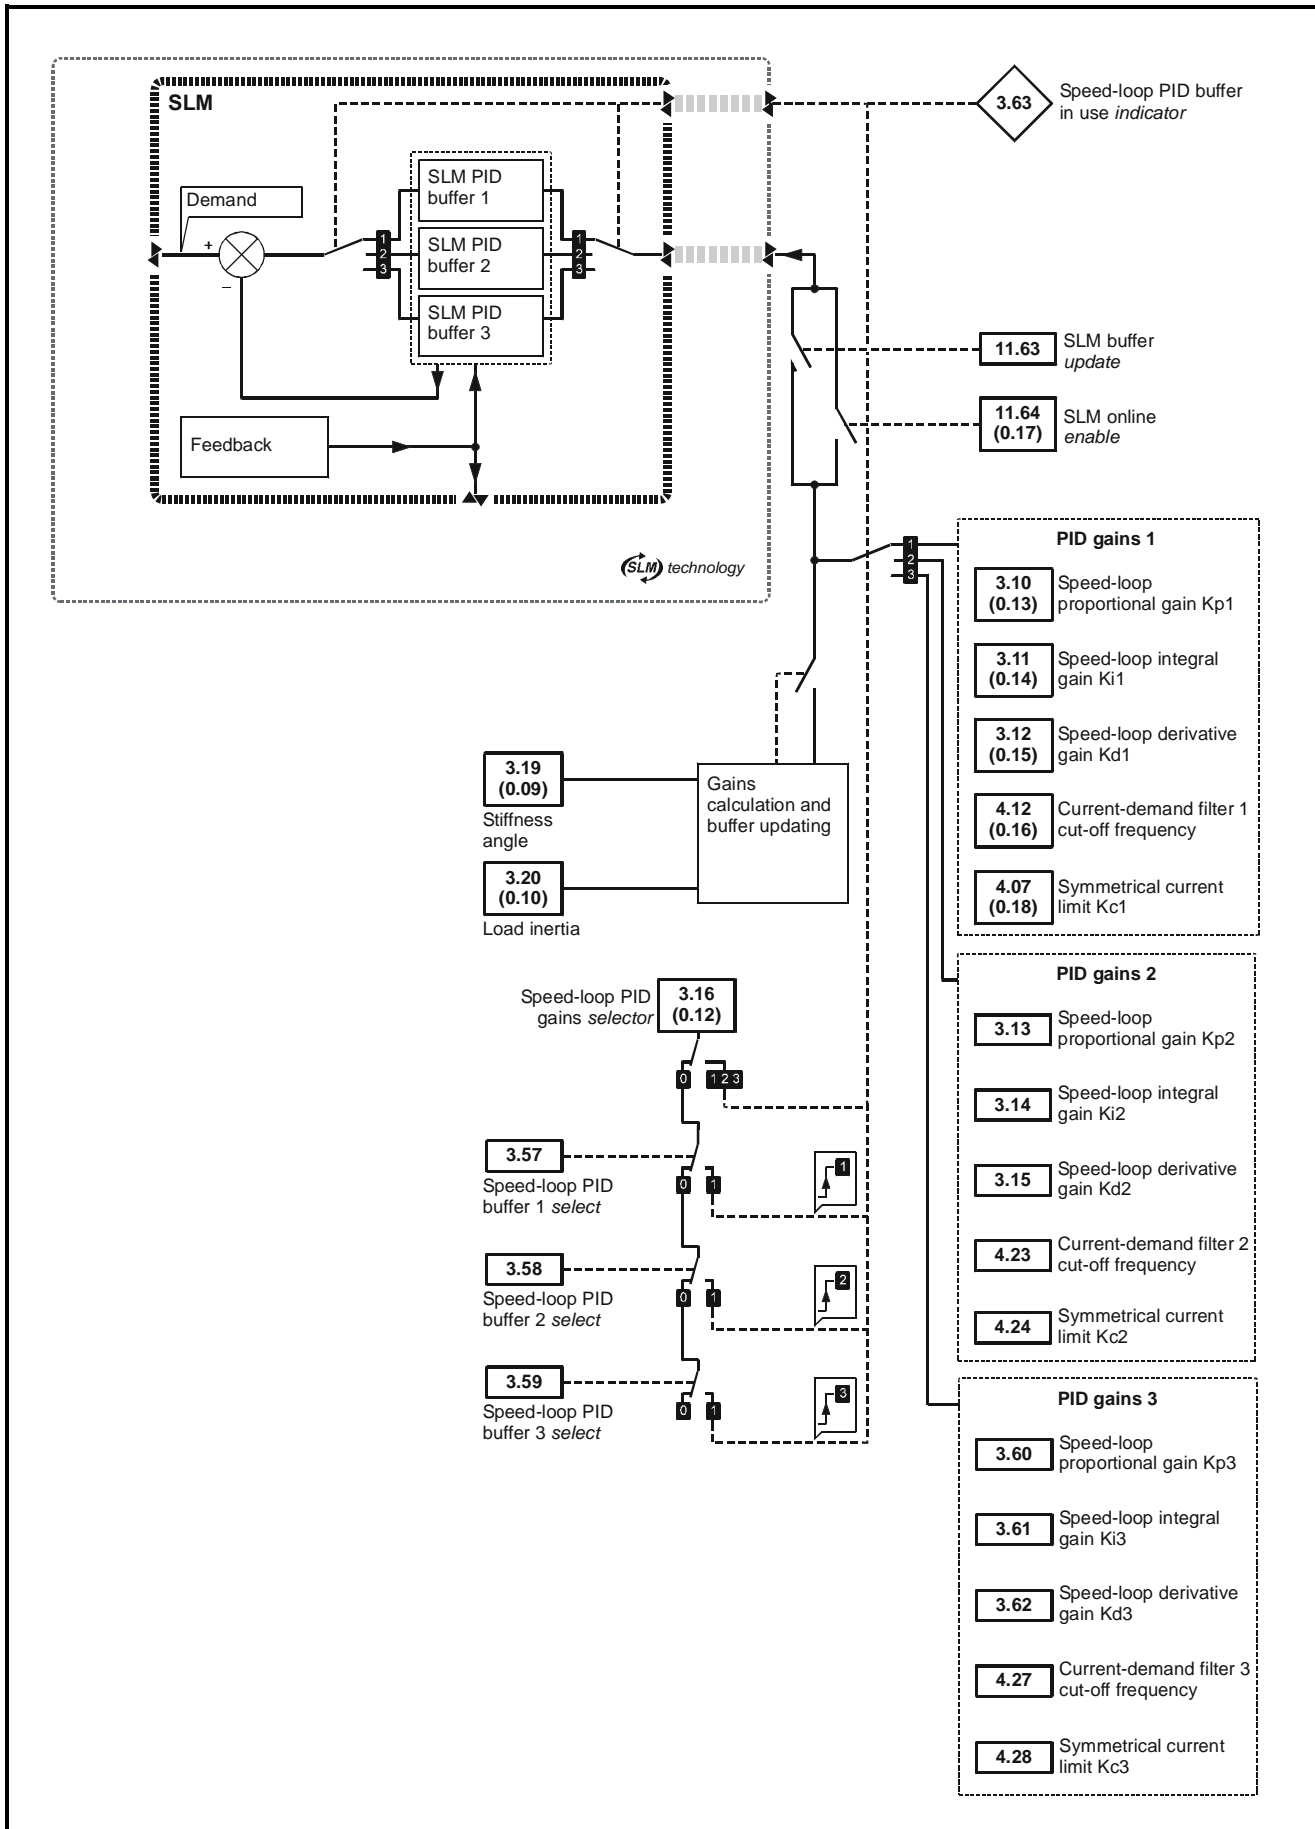 SLM
3.63
Speed-loop PID buffer
in use indicator
Demand
+
–
SLM PID
buffer 1
SLM PID
buffer 2
SLM PID
buffer 3
1
2
3
1
2
3
Feedback
SLM technology
11.63
SLM buffer
update
11.64
(0.17)
SLM online
enable
1
2
3
PID gains 1
3.10
(0.13)
Speed-loop
proportional gain Kp1
3.11
(0.14)
Speed-loop integral
gain Ki1
3.12
(0.15)
Speed-loop derivative
gain Kd1
4.12
(0.16)
Current-demand filter 1
cut-off frequency
4.07
(0.18)
Symmetrical current
limit Kc1
3.19
(0.09)
Stiffness
angle
3.20
(0.10)
Load inertia
Gains
calculation and
buffer updating
Speed-loop PID
gains selector
3.16
(0.12)
0
1 2 3
3.57
Speed-loop PID
buffer 1 select
0
1
1
3.58
Speed-loop PID
buffer 2 select
0
1
2
3.59
Speed-loop PID
buffer 3 select
0
1
3
PID gains 2
3.13
Speed-loop
proportional gain Kp2
3.14
Speed-loop integral
gain Ki2
3.15
Speed-loop derivative
gain Kd2
4.23
Current-demand filter 2
cut-off frequency
4.24
Symmetrical current
limit Kc2
PID gains 3
3.60
Speed-loop
proportional gain Kp3
3.61
Speed-loop integral
gain Ki3
3.62
Speed-loop derivative
gain Kd3
4.27
Current-demand filter 3
cut-off frequency
4.28
Symmetrical current
limit Kc3